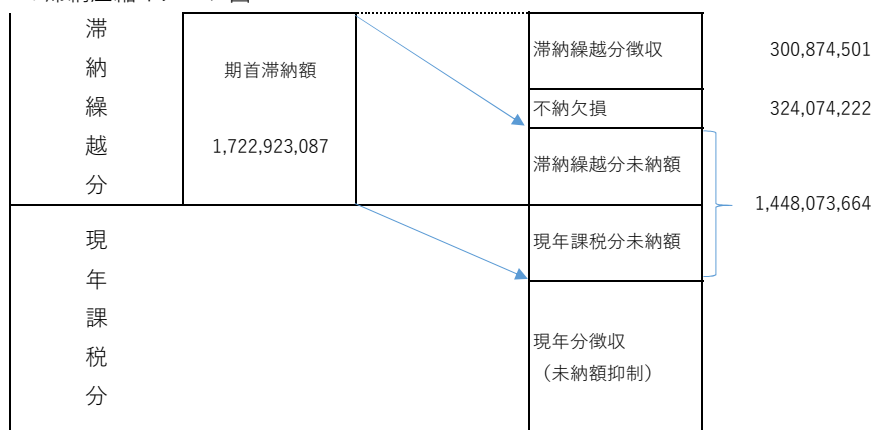 滞納繰越分
期首滞納額
1,722,923,087
滞納繰越分徴収
300,874,501
不納欠損
324,074,222
滞納繰越分未納額
1,448,073,664
現年課税分
現年課税分未納額
現年分徴収
（未納額抑制）